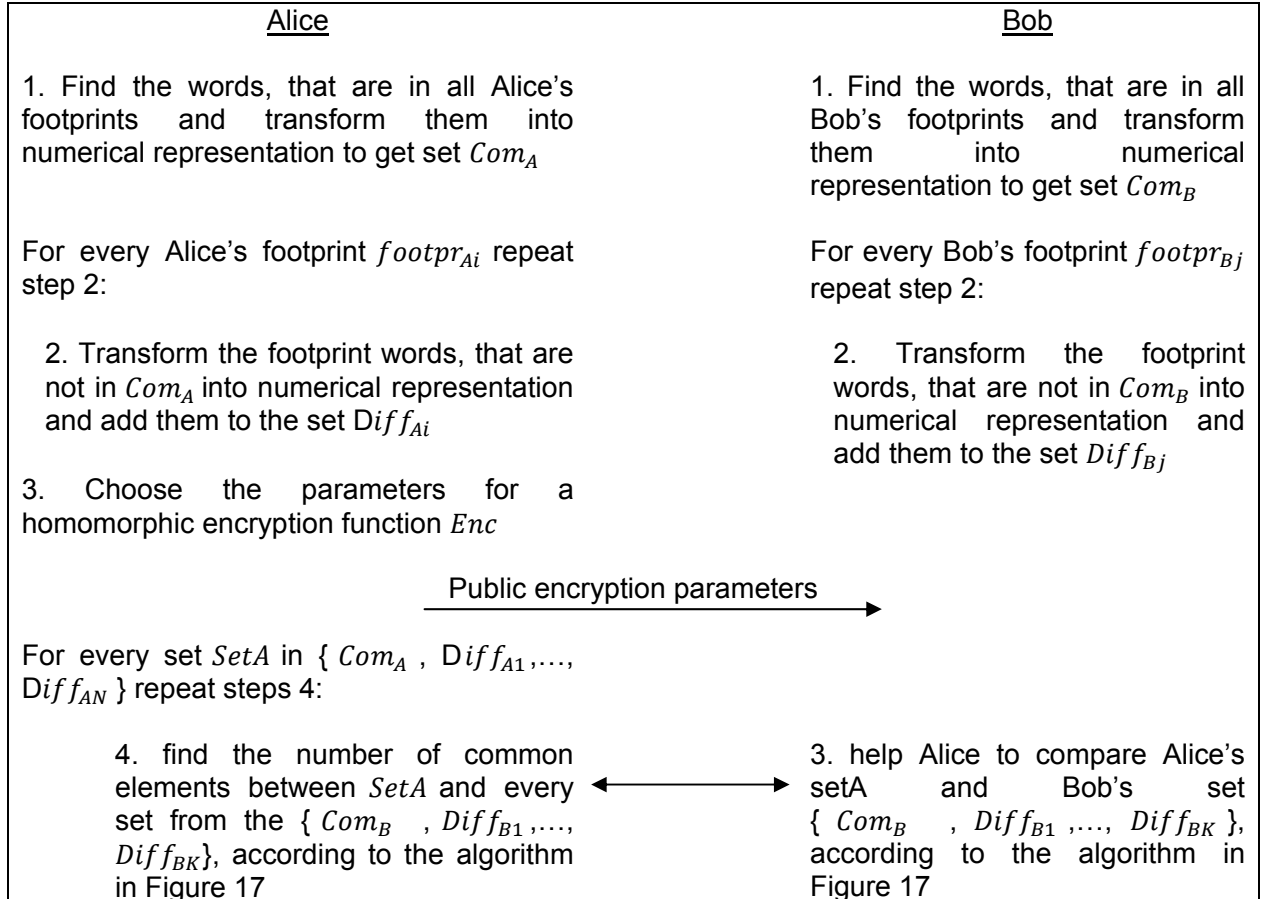 Alice
1. Find the words, that are in all Alice's
footprints and transform them into
numerical representation to get set Com_A
For every Alice's footprint footpr_Ai repeat
step 2:
2. Transform the footprint words, that are
not in Com_A into numerical representation
and add them to the set Diff_Ai
3. Choose the parameters for a
homomorphic encryption function Enc
Bob
1. Find the words, that are in all
Bob's footprints and transform
them into numerical
representation to get set Com_B
For every Bob's footprint footpr_Bj
repeat step 2:
2. Transform the footprint
words, that are not in Com_B into
numerical representation and
add them to the set Diff_Bj
Public encryption parameters
For every set SetA in { Com_A , Diff_A1,…,
Diff_AN } repeat steps 4:
4. find the number of common
elements between SetA and every
set from the { Com_B , Diff_B1,…,
Diff_BK}, according to the algorithm
in Figure 17
3. help Alice to compare Alice's
setA and Bob's set
{ Com_B , Diff_B1 ,…, Diff_BK },
according to the algorithm in
Figure 17